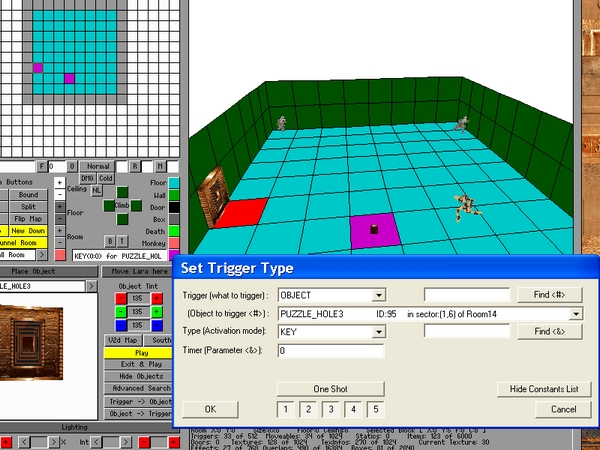 F 0 0 Normal R M
DMG Cold
n Buttons + Ceiling NL Floor
Bound - Wall
Split + Climb Door
Flip Map Floor Box
New Down - B T Death
unnel Room + Room Monkey
ll Room > - KEY(0:0) for PUZZLE_HOL
Place Object Move Lara here
_HOLE3 > Object Tint
- 135 +
- 135 +
- 135 +
V2d Map South
Play
Exit & Play
Hide Objects
Advanced Search
Trigger -> Object
Object -> Trigger
Lighting
+ < > X Int < > - +
Set Trigger Type
Trigger (what to trigger) : OBJECT Find <#>
(Object to trigger <#>) : PUZZLE_HOLE3 ID:95 in sector:(1,6) of Room14
Type (Activation mode): KEY Find <&>
Timer (Parameter <&>): 0
One Shot Hide Constants List
OK 1 2 3 4 5 Cancel
Triggers: 33 of 512 Moveables: 34 of 1024 Statics: 0 Items: 123 of 6000
Doors: 0 Textures: 128 of 1024 TexInfos: 270 of 1024 Current Texture: 30